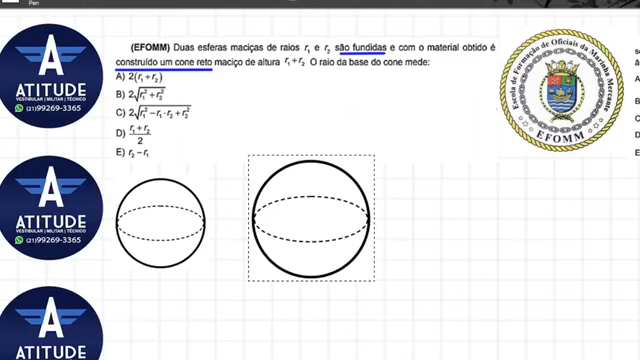 Pen
(EFOMM) Duas esferas maciças de raios r₁ e r₂ são fundidas e com o material obtido é
construído um cone reto maciço de altura r₁+r₂ O raio da base do cone mede:
A) 2(r₁+r₂)
B) 2√(r₁²+r₂²)
C) 2√(r₁²−r₁·r₂+r₂²)
D) (r₁+r₂)/2
E) r₂−r₁
A
ATITUDE
VESTIBULAR | MILITAR | TÉCNICO
(21)99269-3365
A
ATITUDE
VESTIBULAR | MILITAR | TÉCNICO
(21)99269-3365
A
ATITUDE
Escola de Formação de Oficiais da Marinha Mercante
EFOMM